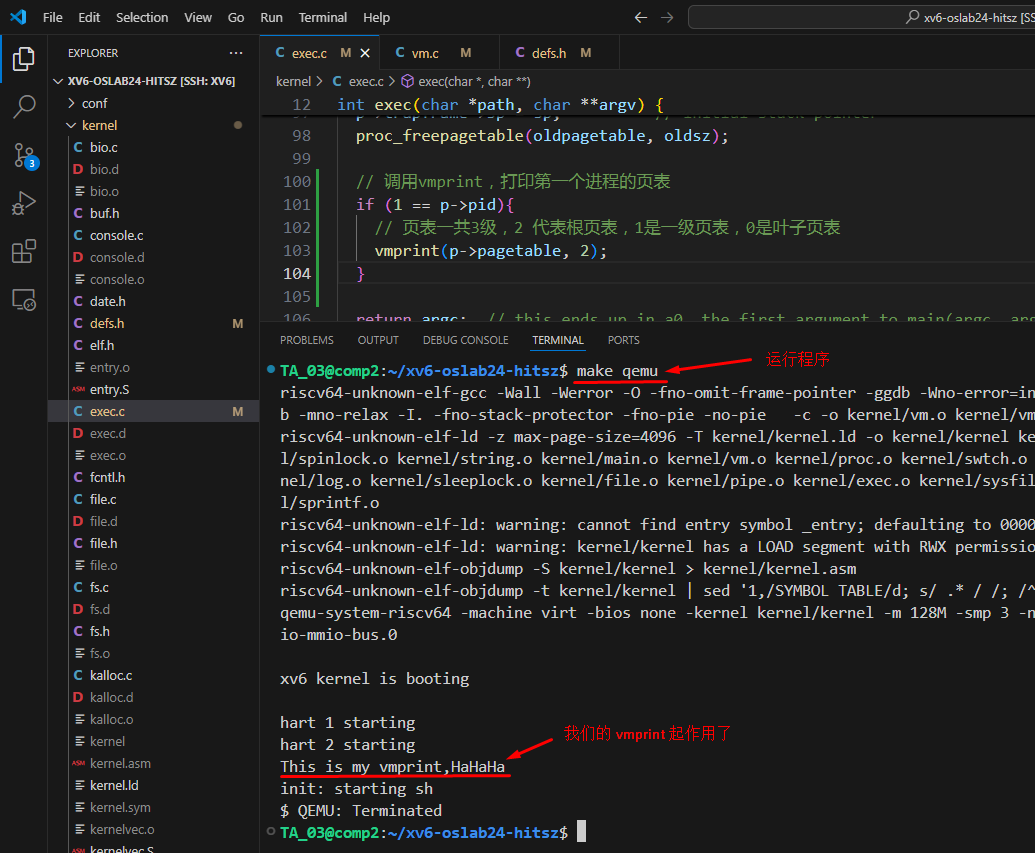 File Edit Selection View Go Run Terminal Help
xv6-oslab24-hitsz [SS
EXPLORER ···
XV6-OSLAB24-HITSZ [SSH: XV6]
conf
kernel
C bio.c
D bio.d
bio.o
C buf.h
C console.c
D console.d
console.o
C date.h
C defs.h M
C elf.h
entry.o
ASM entry.S
C exec.c M
D exec.d
exec.o
C fcntl.h
C file.c
D file.d
C file.h
file.o
C fs.c
D fs.d
C fs.h
fs.o
C kalloc.c
D kalloc.d
kalloc.o
kernel
ASM kernel.asm
kernel.ld
kernel.sym
kernelvec.o
ASM kernelvec.S
3
C exec.c M
C vm.c M
C defs.h M
kernel > C exec.c > exec(char *, char **)
12 int exec(char *path, char **argv) {
98 proc_freepagetable(oldpagetable, oldsz);
99
100 // 调用vmprint，打印第一个进程的页表
101 if (1 == p->pid){
102 // 页表一共3级，2 代表根页表，1是一级页表，0是叶子页表
103 vmprint(p->pagetable, 2);
104 }
105
106 return argc; // this ends up in a0, the first argument to main(argc, arg
PROBLEMS OUTPUT DEBUG CONSOLE TERMINAL PORTS
TA_03@comp2:~/xv6-oslab24-hitsz$ make qemu
运行程序
riscv64-unknown-elf-gcc -Wall -Werror -O -fno-omit-frame-pointer -ggdb -Wno-error=in
b -mno-relax -I. -fno-stack-protector -fno-pie -no-pie -c -o kernel/vm.o kernel/vm
riscv64-unknown-elf-ld -z max-page-size=4096 -T kernel/kernel.ld -o kernel/kernel ke
l/spinlock.o kernel/string.o kernel/main.o kernel/vm.o kernel/proc.o kernel/swtch.o
nel/log.o kernel/sleeplock.o kernel/file.o kernel/pipe.o kernel/exec.o kernel/sysfil
l/sprintf.o
riscv64-unknown-elf-ld: warning: cannot find entry symbol _entry; defaulting to 0000
riscv64-unknown-elf-ld: warning: kernel/kernel has a LOAD segment with RWX permissio
riscv64-unknown-elf-objdump -S kernel/kernel > kernel/kernel.asm
riscv64-unknown-elf-objdump -t kernel/kernel | sed '1,/SYMBOL TABLE/d; s/ .* / /; /^
qemu-system-riscv64 -machine virt -bios none -kernel kernel/kernel -m 128M -smp 3 -n
io-mmio-bus.0
xv6 kernel is booting
hart 1 starting
hart 2 starting
我们的 vmprint 起作用了
This is my vmprint,HaHaHa
init: starting sh
$ QEMU: Terminated
TA_03@comp2:~/xv6-oslab24-hitsz$